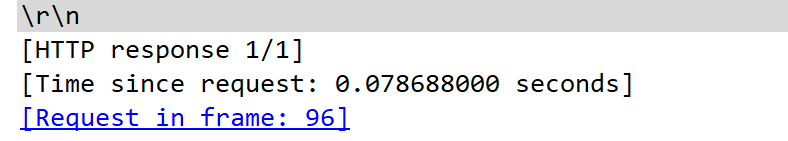 \r\n
[HTTP response 1/1]
[Time since request: 0.078688000 seconds]
[Request in frame: 96]